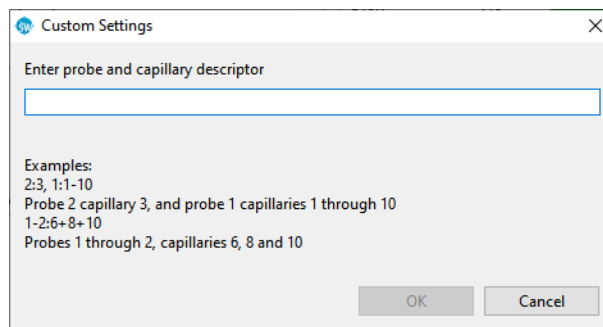 SW
Custom Settings
Enter probe and capillary descriptor
Examples:
2:3, 1:1-10
Probe 2 capillary 3, and probe 1 capillaries 1 through 10
1-2:6+8+10
Probes 1 through 2, capillaries 6, 8 and 10
OK
Cancel